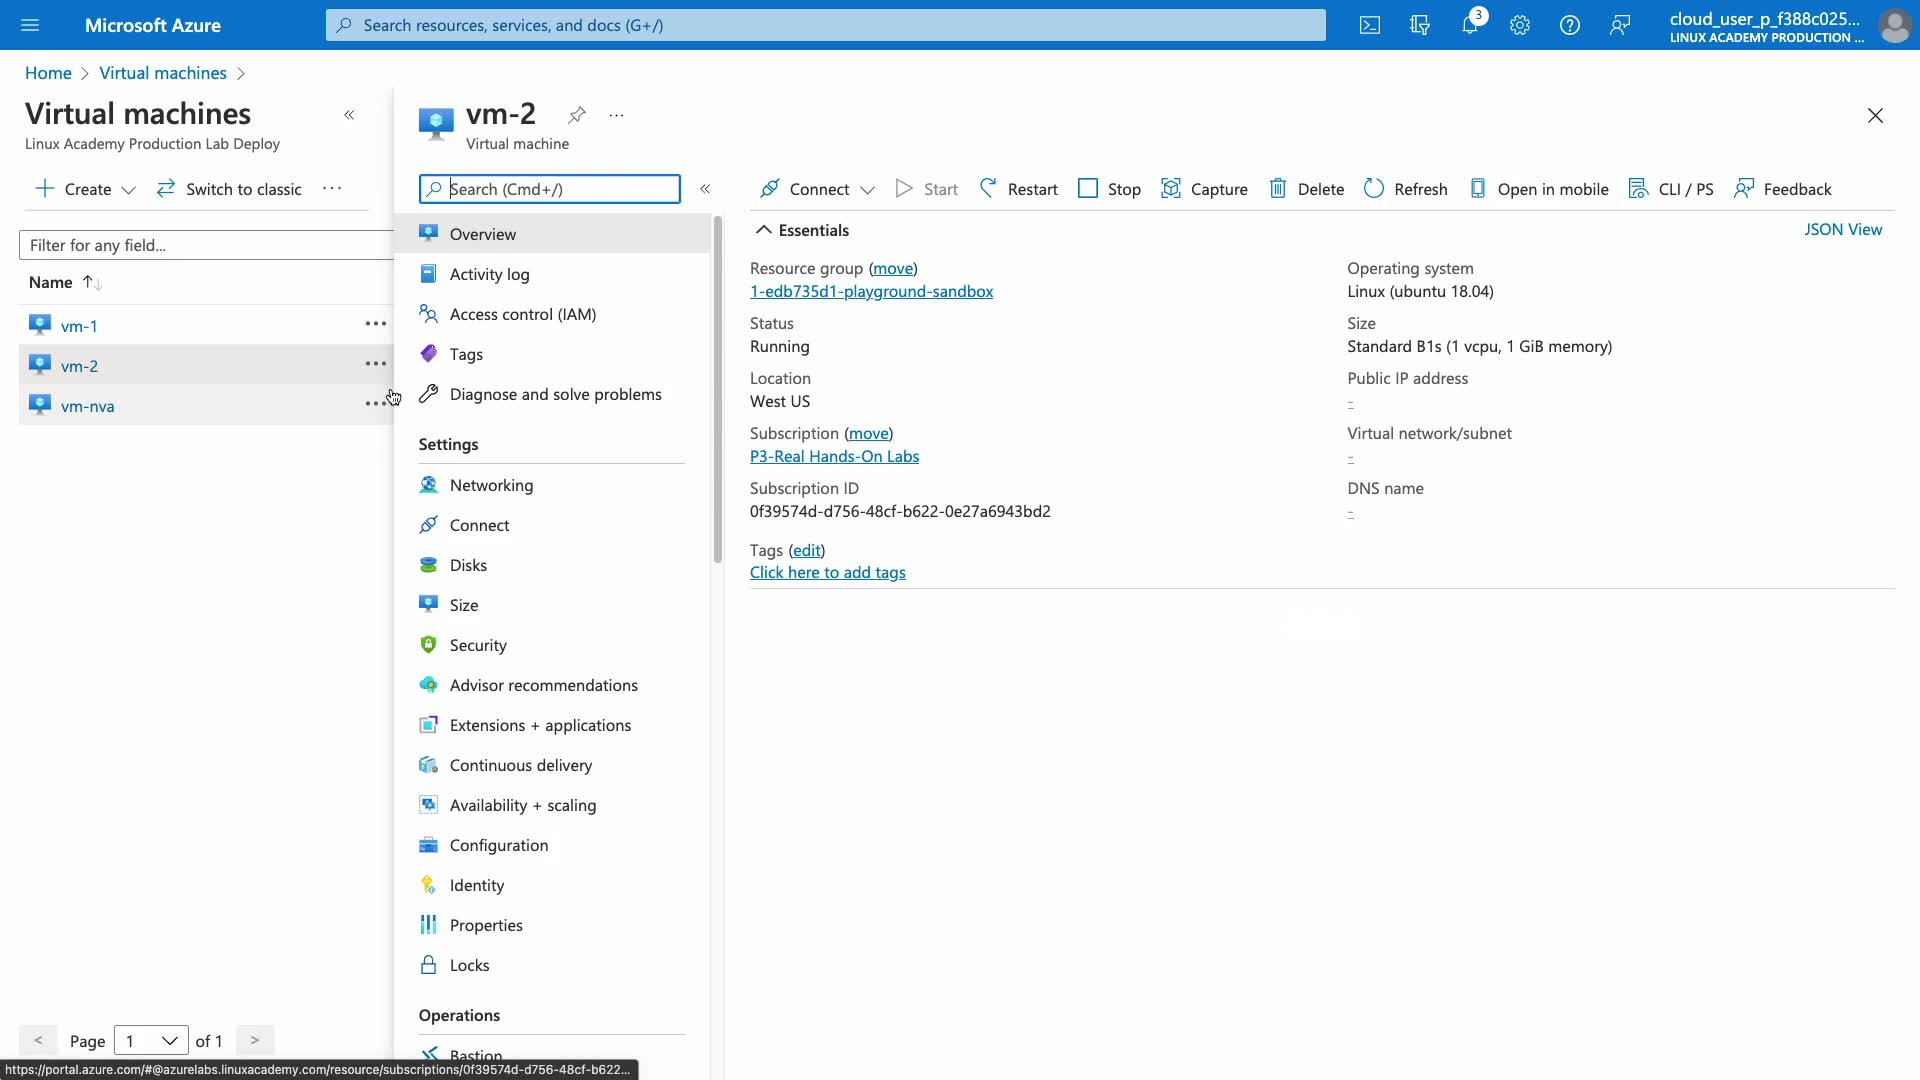 Microsoft Azure
Search resources, services, and docs (G+/)
3
cloud_user_p_f388c025...
LINUX ACADEMY PRODUCTION ...
Home > Virtual machines >
Virtual machines
«
Linux Academy Production Lab Deploy
Create
Switch to classic
...
Filter for any field...
Name
vm-1
vm-2
vm-nva
< Page 1 of 1 >
https://portal.azure.com/#@azurelabs.linuxacademy.com/resource/subscriptions/0f39574d-d756-48cf-b622...
vm-2
...
Virtual machine
Search (Cmd+/)
«
Overview
Activity log
Access control (IAM)
Tags
Diagnose and solve problems
Settings
Networking
Connect
Disks
Size
Security
Advisor recommendations
Extensions + applications
Continuous delivery
Availability + scaling
Configuration
Identity
Properties
Locks
Operations
Bastion
Connect
Start
Restart
Stop
Capture
Delete
Refresh
Open in mobile
CLI / PS
Feedback
Essentials
JSON View
Resource group (move)
1-edb735d1-playground-sandbox
Status
Running
Location
West US
Subscription (move)
P3-Real Hands-On Labs
Subscription ID
0f39574d-d756-48cf-b622-0e27a6943bd2
Tags (edit)
Click here to add tags
Operating system
Linux (ubuntu 18.04)
Size
Standard B1s (1 vcpu, 1 GiB memory)
Public IP address
-
Virtual network/subnet
-
DNS name
-